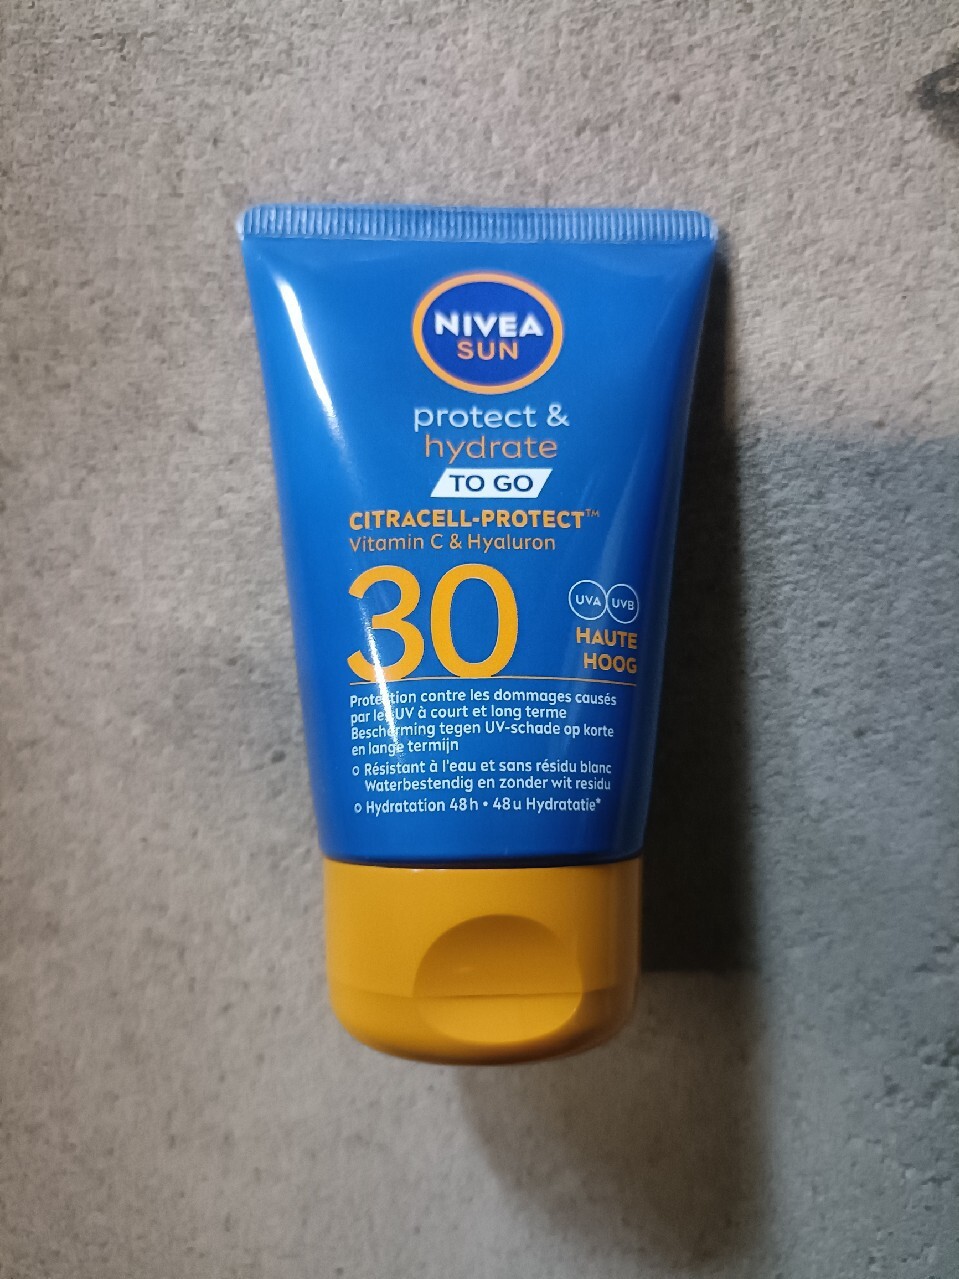 NIVEA
SUN
protect &
hydrate
TO GO
CITRACELL-PROTECT™
Vitamin C & Hyaluron
30
UVA UVB
HAUTE
HOOG
Protection contre les dommages causés
par les UV à court et long terme
Bescherming tegen UV-schade op korte
en lange termijn
o Résistant à l'eau et sans résidu blanc
Waterbestendig en zonder wit residu
o Hydratation 48h • 48u Hydratatie*